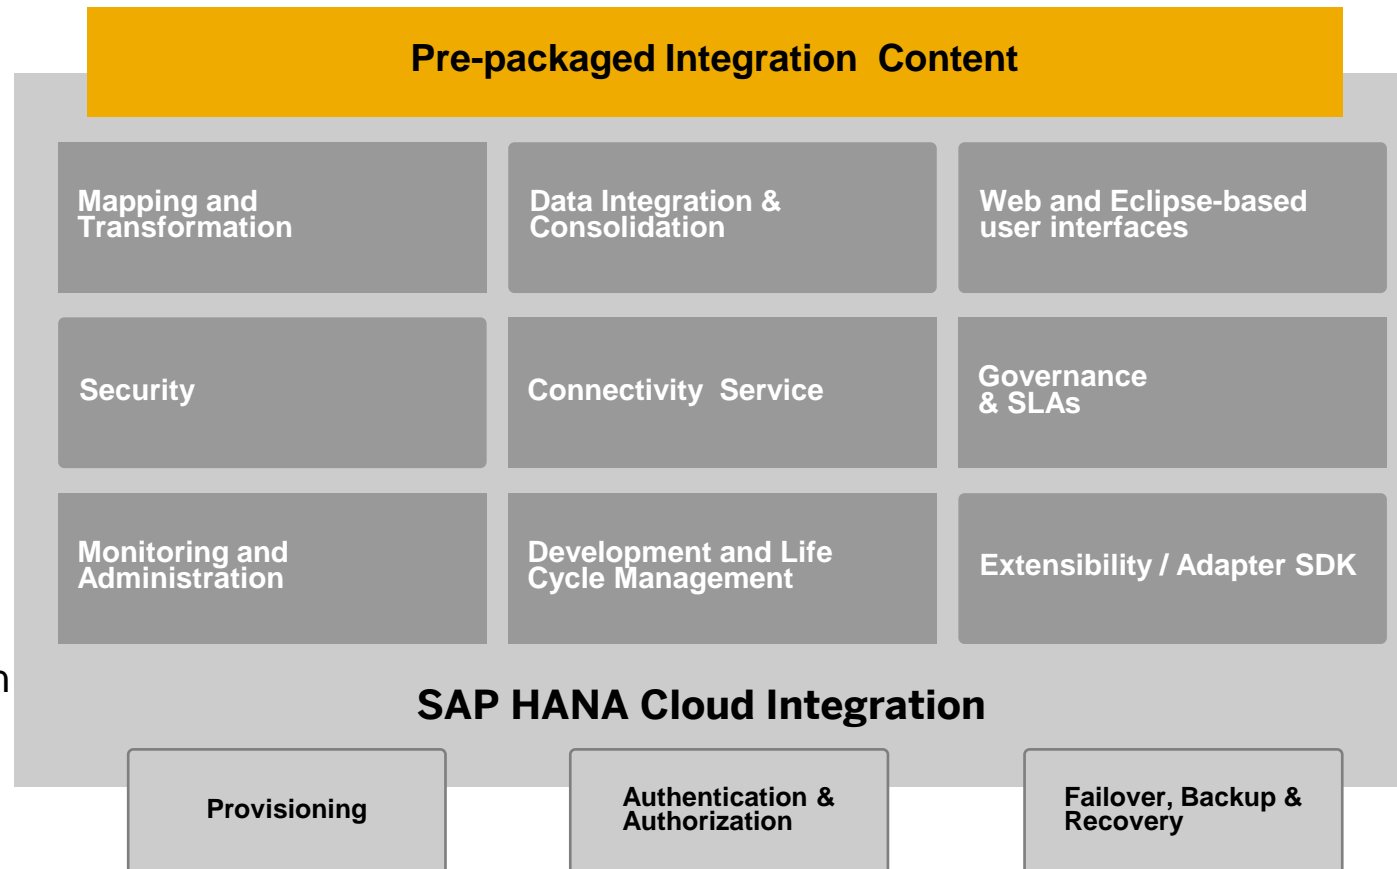 Pre-packaged Integration Content
Mapping and
Transformation
Data Integration &
Consolidation
Web and Eclipse-based
user interfaces
Security
Connectivity Service
Governance
& SLAs
Monitoring and
Administration
Development and Life
Cycle Management
Extensibility / Adapter SDK
SAP HANA Cloud Integration
Provisioning
Authentication &
Authorization
Failover, Backup &
Recovery